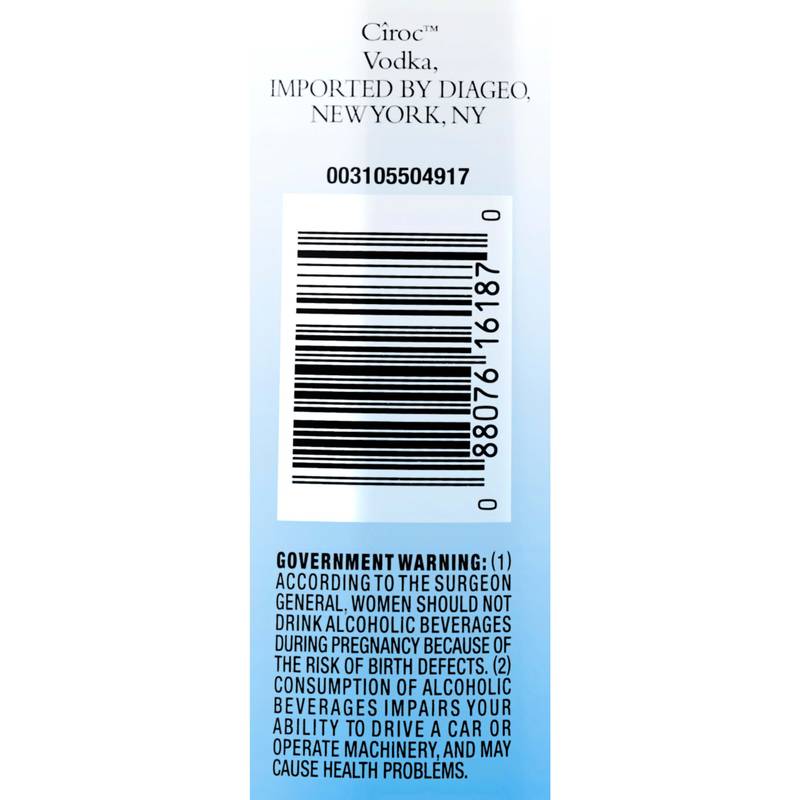 Cîroc™
Vodka,
IMPORTED BY DIAGEO,
NEW YORK, NY
003105504917
0 88076 16187 0
GOVERNMENT WARNING: (1)
ACCORDING TO THE SURGEON
GENERAL, WOMEN SHOULD NOT
DRINK ALCOHOLIC BEVERAGES
DURING PREGNANCY BECAUSE OF
THE RISK OF BIRTH DEFECTS. (2)
CONSUMPTION OF ALCOHOLIC
BEVERAGES IMPAIRS YOUR
ABILITY TO DRIVE A CAR OR
OPERATE MACHINERY, AND MAY
CAUSE HEALTH PROBLEMS.